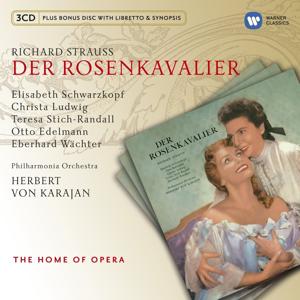 3CD PLUS BONUS DISC WITH LIBRETTO & SYNOPSIS
WARNER CLASSICS
RICHARD STRAUSS
DER ROSENKAVALIER
Elisabeth Schwarzkopf
Christa Ludwig
Teresa Stich-Randall
Otto Edelmann
Eberhard Wächter
Philharmonia Orchestra
HERBERT
VON KARAJAN
DER
ROSENKAVALIER
THE HOME OF OPERA